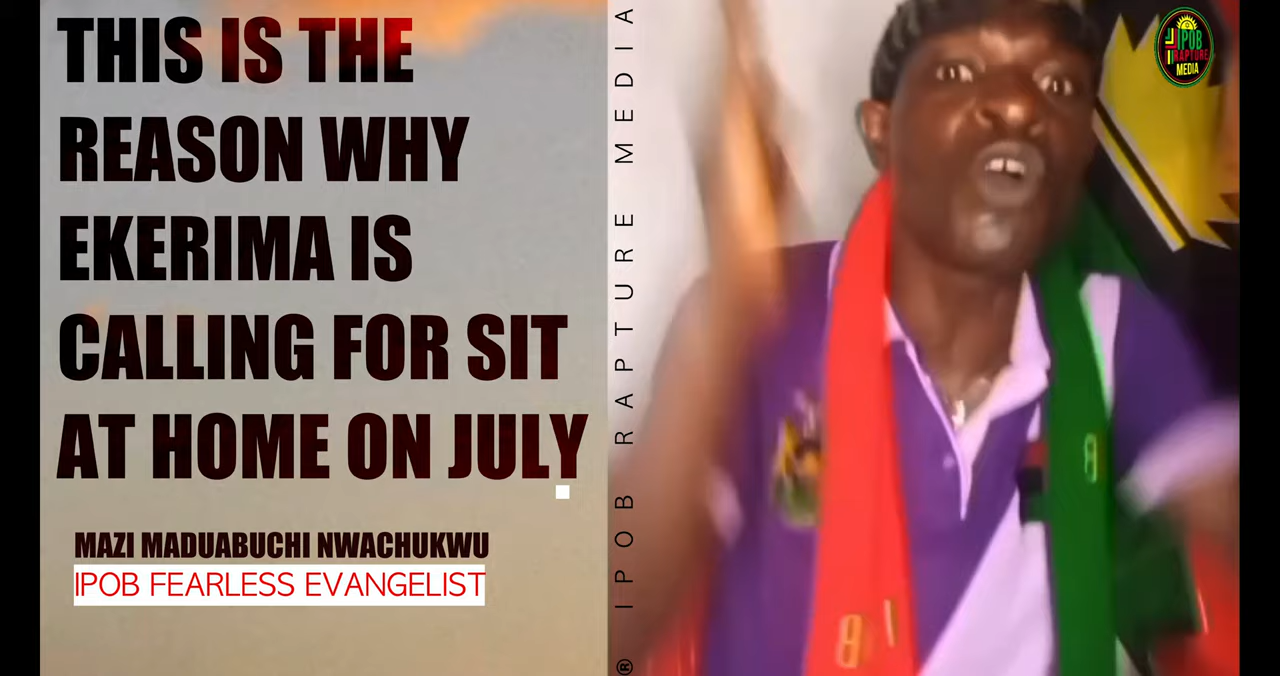 THIS IS THE
REASON WHY
EKERIMA IS
CALLING FOR SIT
AT HOME ON JULY
MAZI MADUABUCHI NWACHUKWU
IPOB FEARLESS EVANGELIST
® IPOB RAPTURE MEDIA
IPOB
RAPTURE
MEDIA